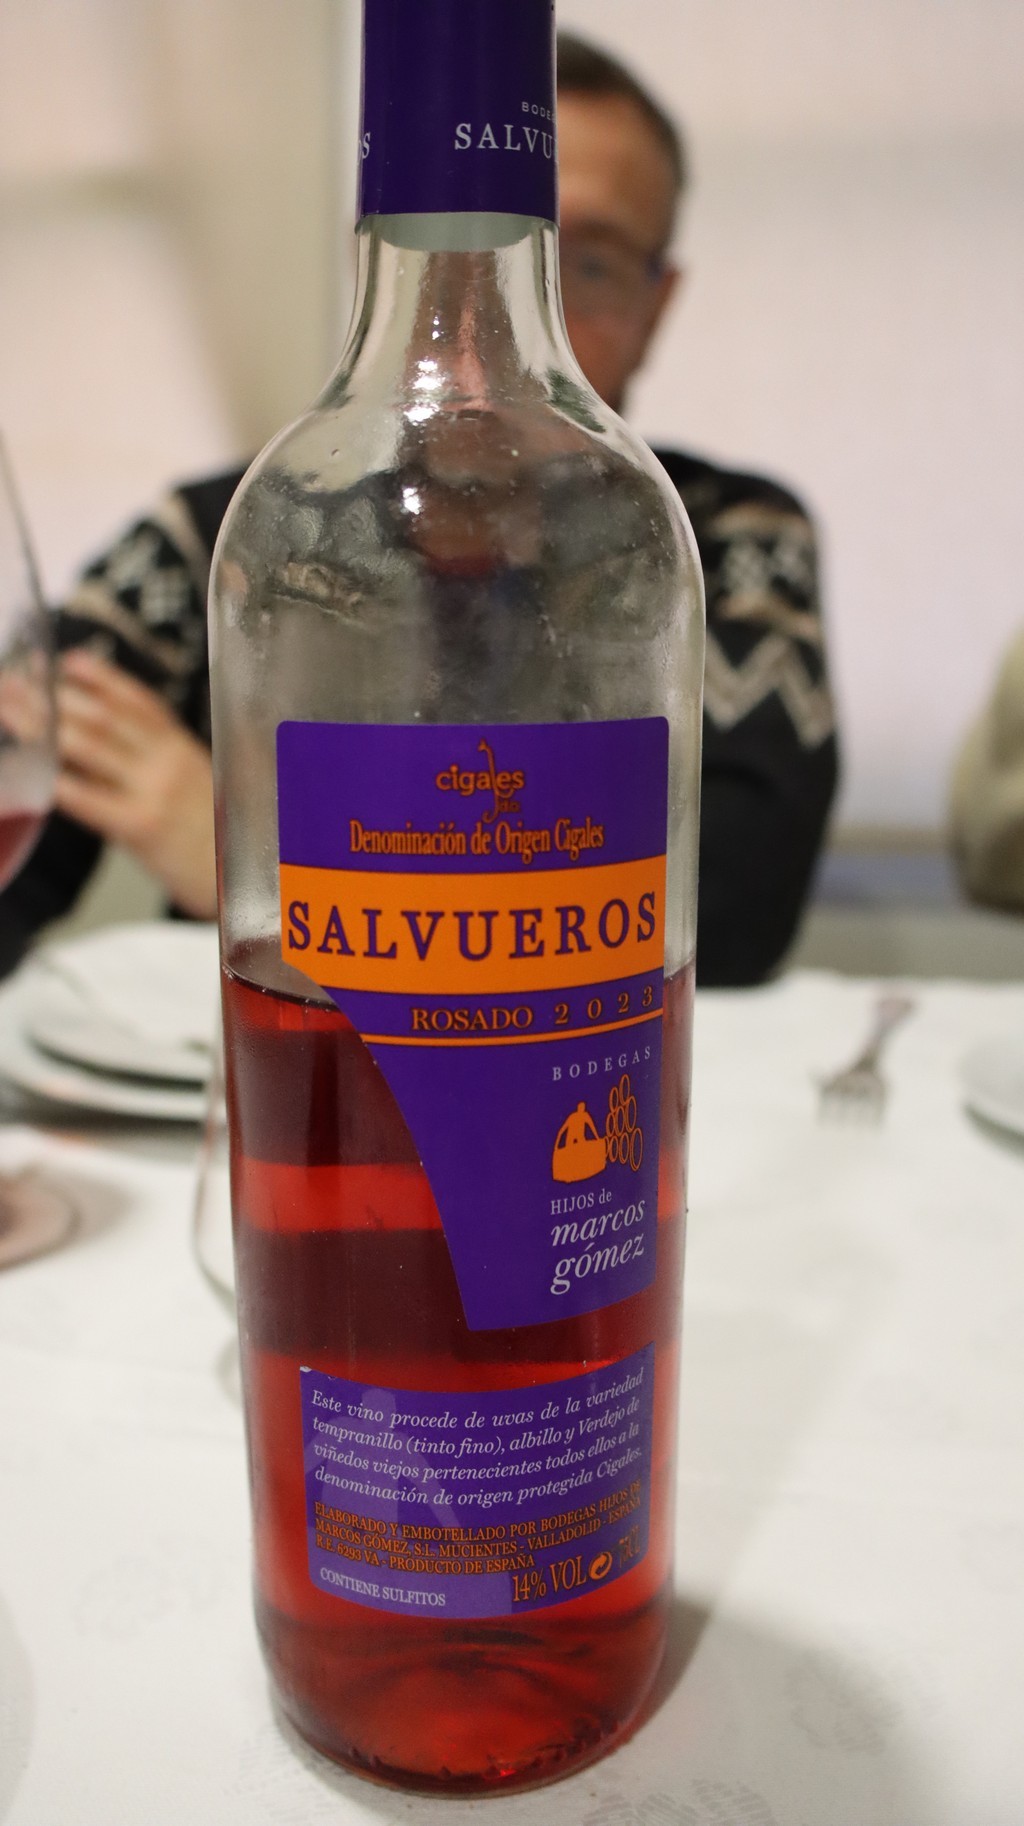 BODE
SALVU
S
cigales
do
Denominación de Origen Cigales
SALVUEROS
ROSADO 2023
BODEGAS
HIJOS de
marcos
gómez
Este vino procede de uvas de la variedad
tempranillo (tinto fino), albillo y Verdejo de
viñedos viejos pertenecientes todos ellos a la
denominación de origen protegida Cigales.
ELABORADO Y EMBOTELLADO POR BODEGAS HIJOS DE
MARCOS GÓMEZ, S.L. MUCIENTES - VALLADOLID - ESPAÑA
R.E. 6293 VA - PRODUCTO DE ESPAÑA
14% VOL
CONTIENE SULFITOS